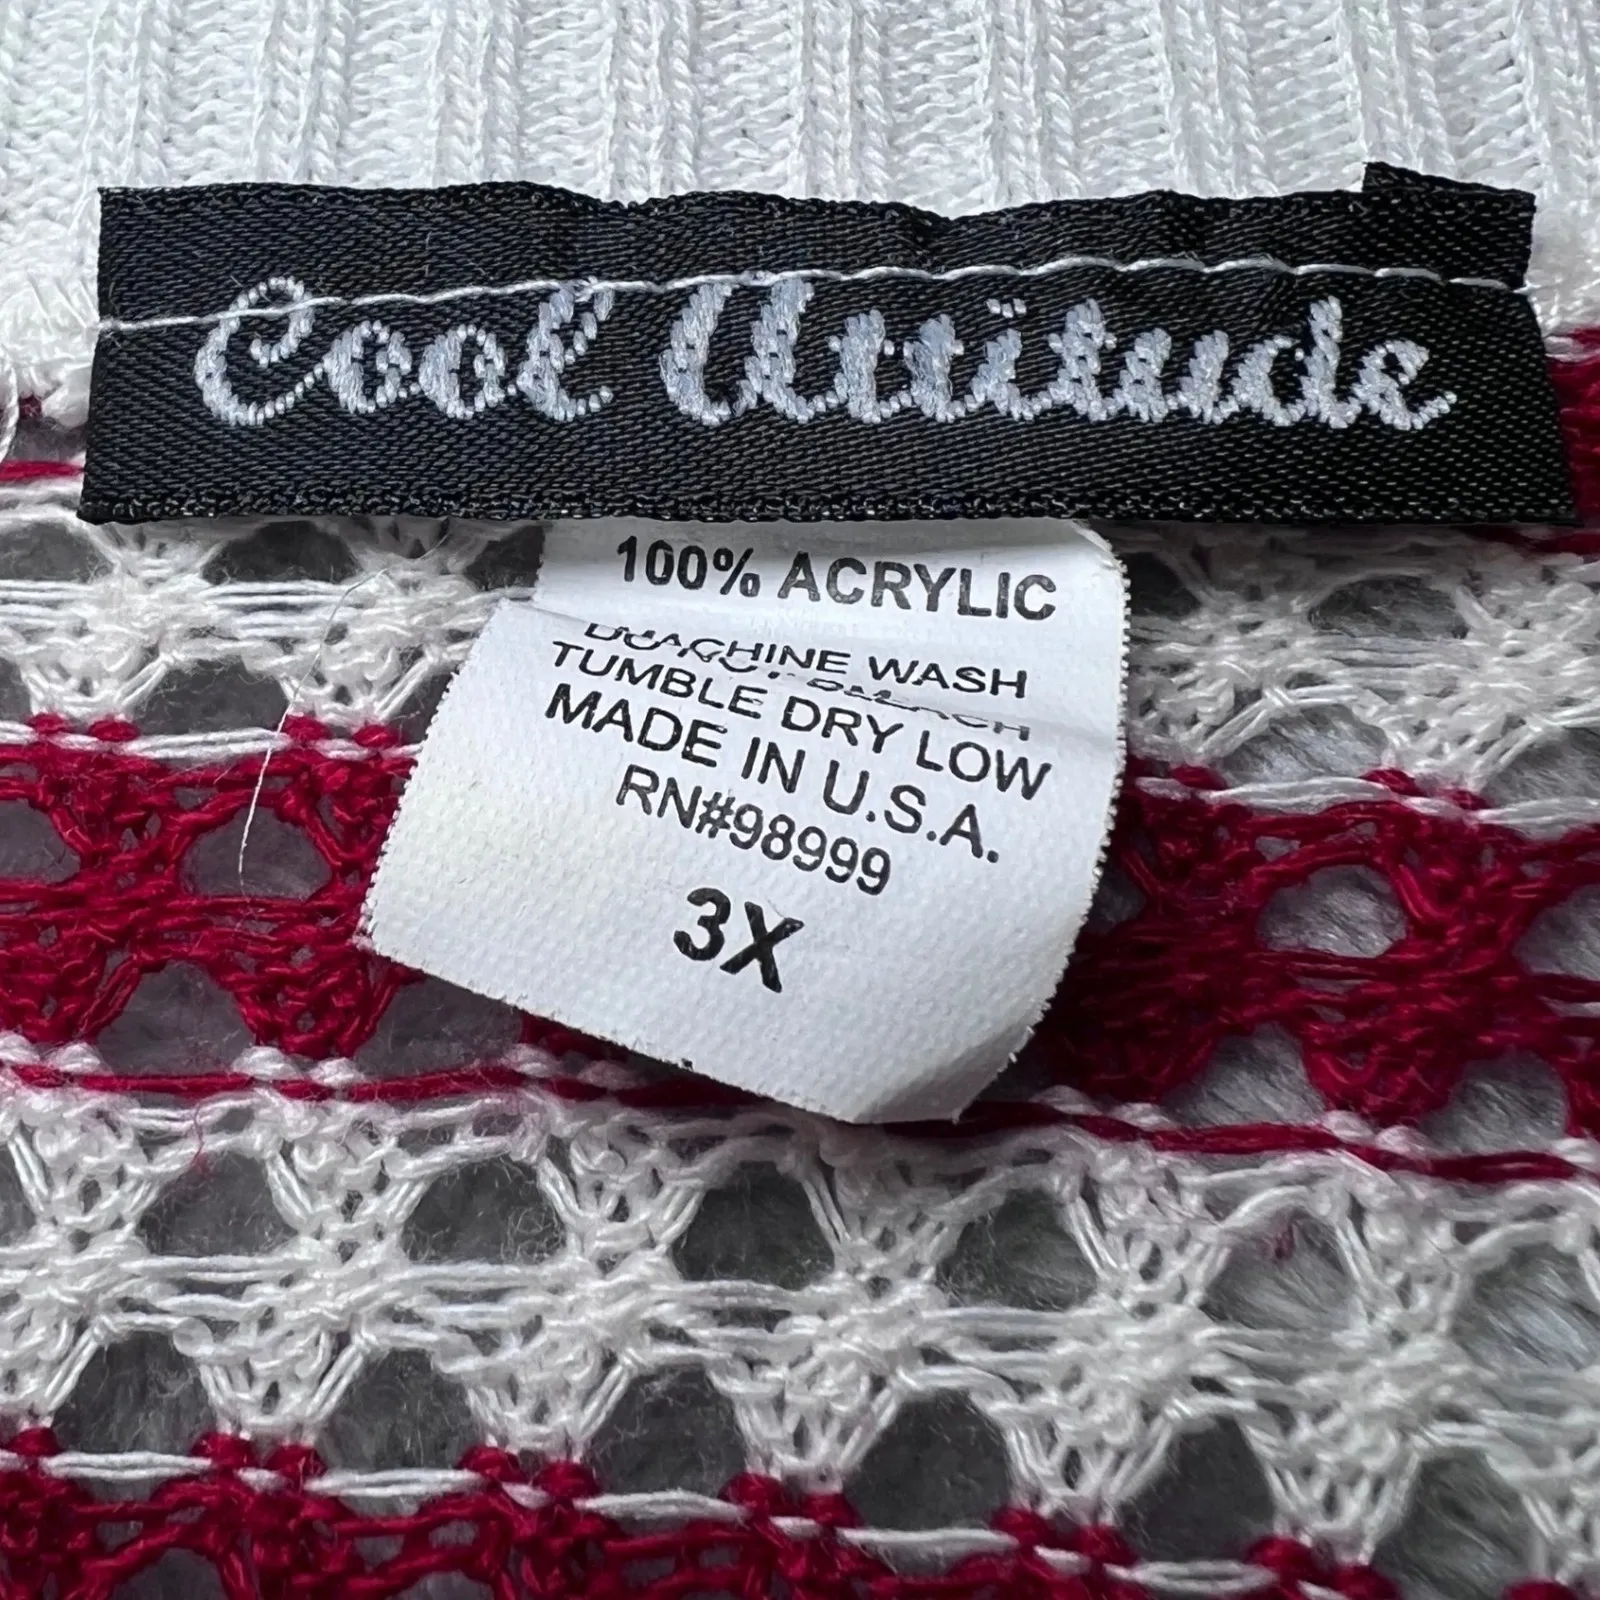 Cool Attitude
100% ACRYLIC
MACHINE WASH
TUMBLE DRY LOW
MADE IN U.S.A.
RN#98999
3X